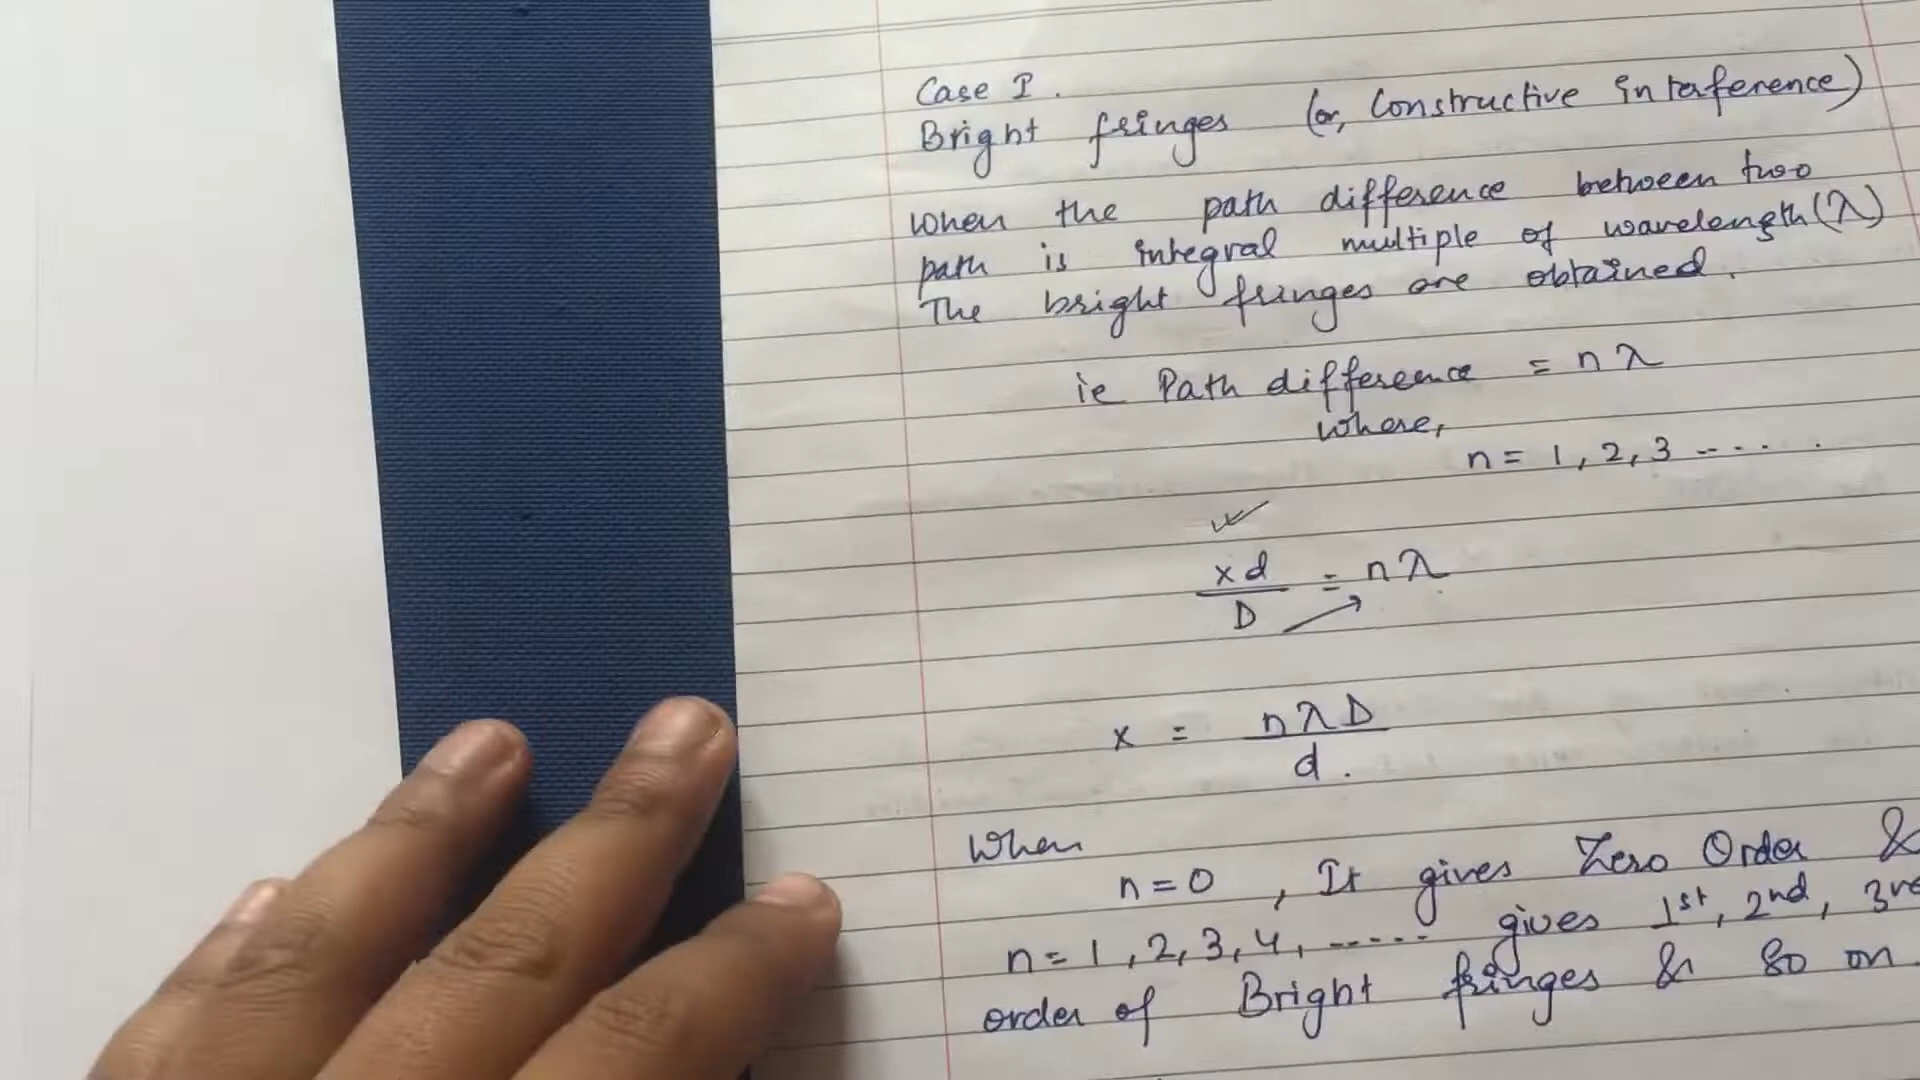 Case I.
Bright fringes (or, Constructive interference)
When the path difference between two
path is integral multiple of wavelength (λ)
The bright fringes are obtained.
ie Path difference = nλ
where,
n = 1, 2, 3 -----
xd/D = nλ
x = nλD/d.
When
n = 0, It gives Zero Order &
n = 1, 2, 3, 4, ----- gives 1st, 2nd, 3rd
order of Bright fringes & so on.